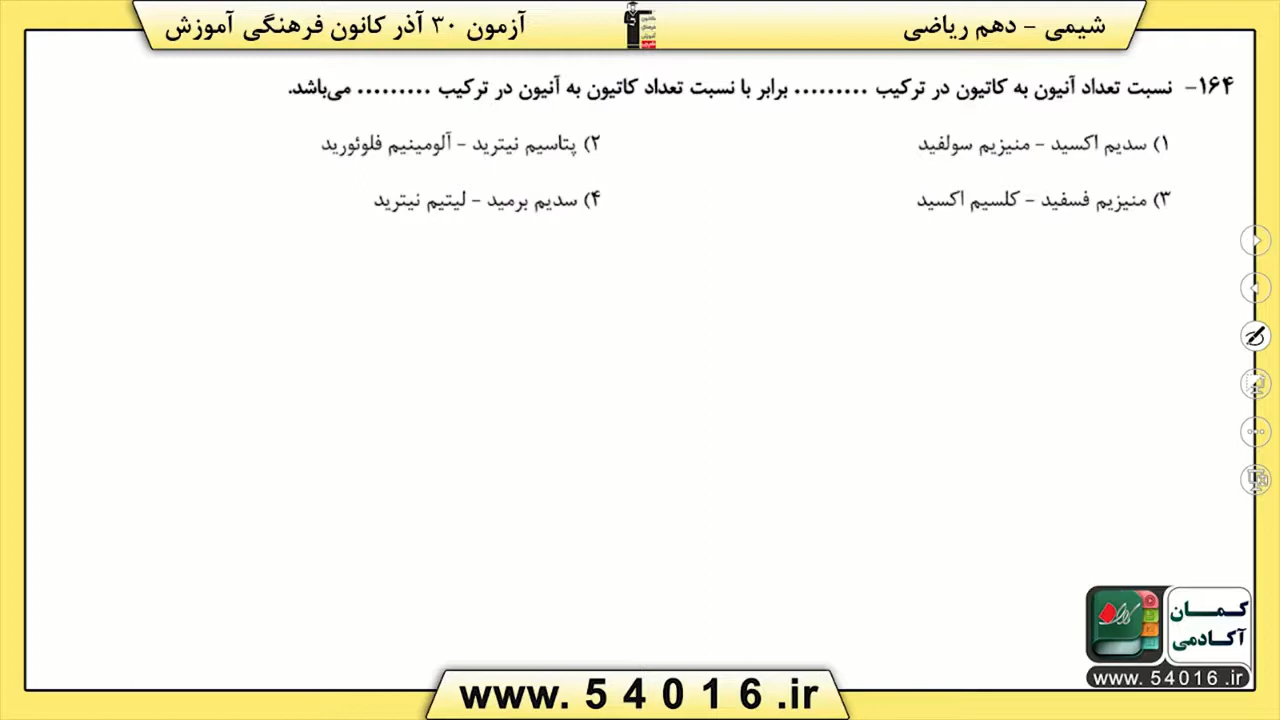 شیمی - دهم ریاضی
آزمون ۳۰ آذر کانون فرهنگی آموزش
۱۶۴- نسبت تعداد آنیون به کاتیون در ترکیب ......... برابر با نسبت تعداد کاتیون به آنیون در ترکیب ......... می‌باشد.
۱) سدیم اکسید - منیزیم سولفید
۲) پتاسیم نیترید - آلومینیم فلوئورید
۳) منیزیم فسفید - کلسیم اکسید
۴) سدیم برمید - لیتیم نیترید
کـمـــان
آکـادمی
www. 54016 .ir
www. 5 4 0 1 6 .ir